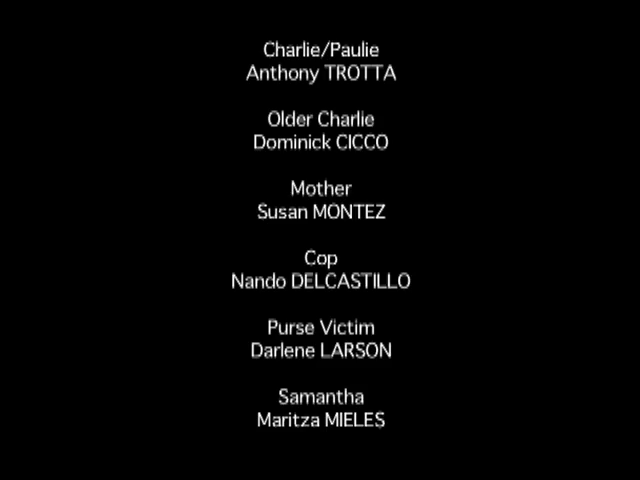 Charlie/Paulie
Anthony TROTTA
Older Charlie
Dominick CICCO
Mother
Susan MONTEZ
Cop
Nando DELCASTILLO
Purse Victim
Darlene LARSON
Samantha
Maritza MIELES